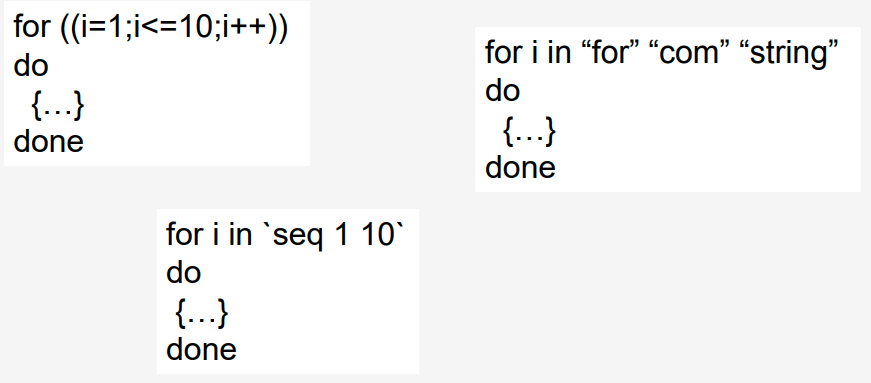 for ((i=1;i<=10;i++))
do
{...}
done
for i in “for” “com” “string”
do
{...}
done
for i in `seq 1 10`
do
{...}
done